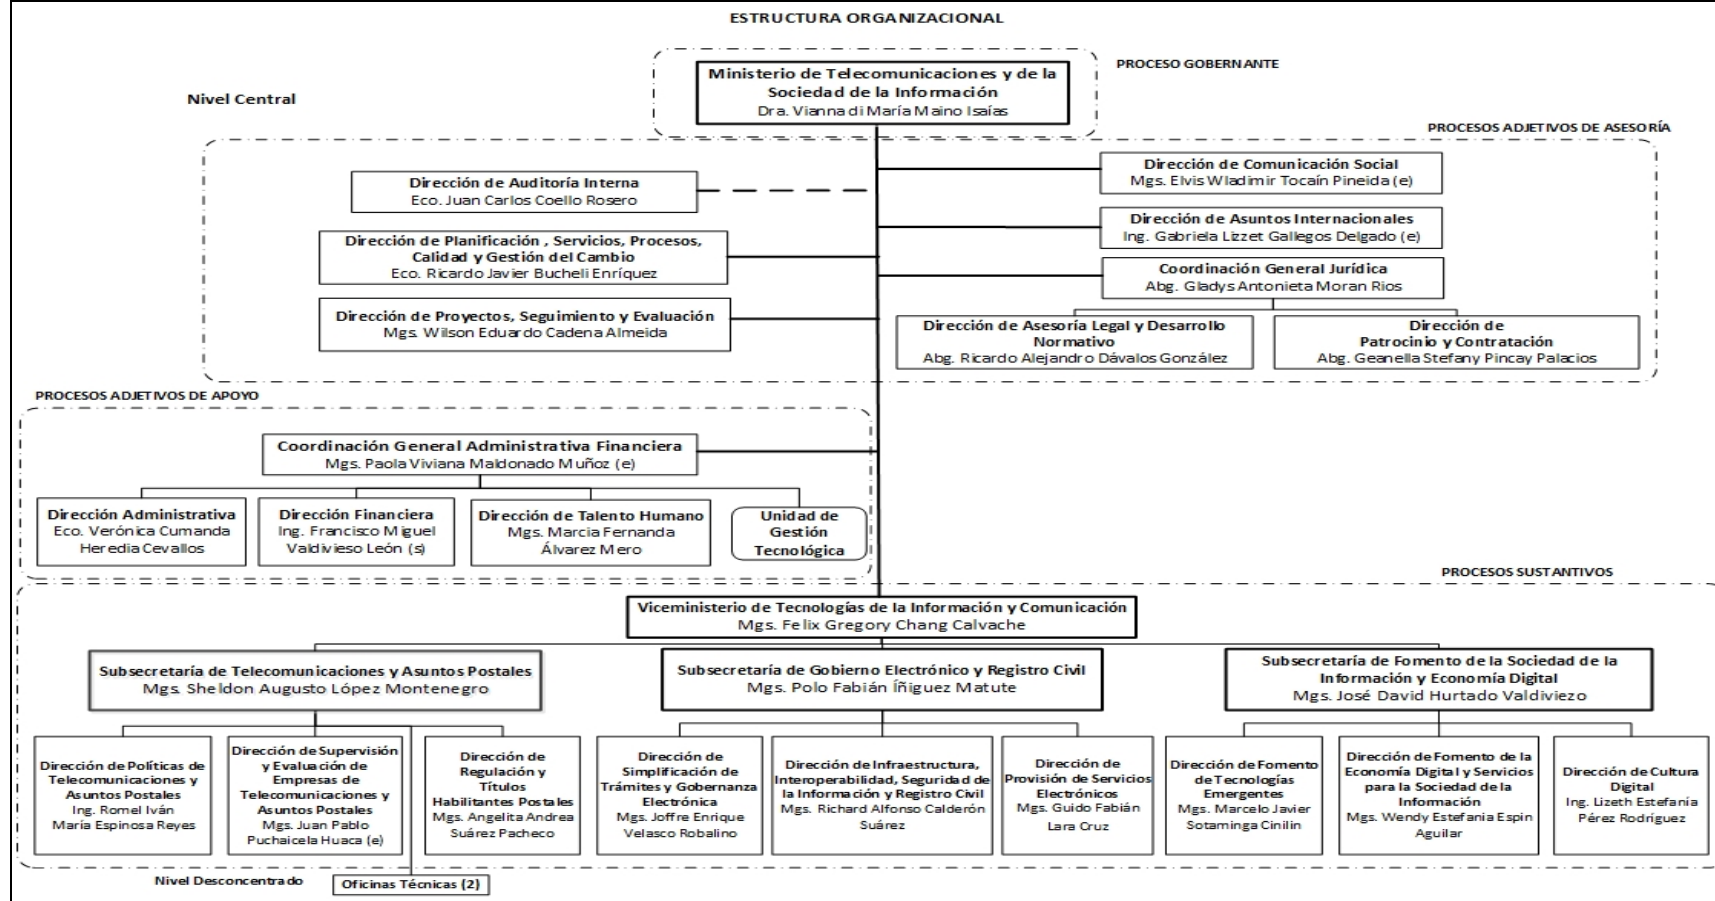 ESTRUCTURA ORGANIZACIONAL
PROCESO GOBERNANTE
Ministerio de Telecomunicaciones y de la
Sociedad de la Información
Dra. Vianna di María Maino Isaías
Nivel Central
PROCESOS ADJETIVOS DE ASESORÍA
Dirección de Auditoría Interna
Eco. Juan Carlos Coello Rosero
Dirección de Planificación , Servicios, Procesos,
Calidad y Gestión del Cambio
Eco. Ricardo Javier Bucheli Enríquez
Dirección de Proyectos, Seguimiento y Evaluación
Mgs. Wilson Eduardo Cadena Almeida
Dirección de Comunicación Social
Mgs. Elvis Wladimir Tocaín Pineida (e)
Dirección de Asuntos Internacionales
Ing. Gabriela Lizzet Gallegos Delgado (e)
Coordinación General Jurídica
Abg. Gladys Antonieta Moran Rios
Dirección de Asesoría Legal y Desarrollo
Normativo
Abg. Ricardo Alejandro Dávalos González
Dirección de
Patrocinio y Contratación
Abg. Geanella Stefany Pincay Palacios
PROCESOS ADJETIVOS DE APOYO
Coordinación General Administrativa Financiera
Mgs. Paola Viviana Maldonado Muñoz (e)
Dirección Administrativa
Eco. Verónica Cumanda
Heredia Cevallos
Dirección Financiera
Ing. Francisco Miguel
Valdivieso León (s)
Dirección de Talento Humano
Mgs. Marcia Fernanda
Álvarez Mero
Unidad de
Gestión
Tecnológica
PROCESOS SUSTANTIVOS
Viceministerio de Tecnologías de la Información y Comunicación
Mgs. Felix Gregory Chang Calvache
Subsecretaría de Telecomunicaciones y Asuntos Postales
Mgs. Sheldon Augusto López Montenegro
Subsecretaría de Gobierno Electrónico y Registro Civil
Mgs. Polo Fabián Íñiguez Matute
Subsecretaría de Fomento de la Sociedad de la
Información y Economía Digital
Mgs. José David Hurtado Valdiviezo
Dirección de Políticas de
Telecomunicaciones y
Asuntos Postales
Ing. Romel Iván
María Espinosa Reyes
Dirección de Supervisión
y Evaluación de
Empresas de
Telecomunicaciones y
Asuntos Postales
Mgs. Juan Pablo
Puchaicela Huaca (e)
Dirección de
Regulación y
Títulos
Habilitantes Postales
Mgs. Angelita Andrea
Suárez Pacheco
Dirección de
Simplificación de
Trámites y Gobernanza
Electrónica
Mgs. Joffre Enrique
Velasco Robalino
Dirección de Infraestructura,
Interoperabilidad, Seguridad de
la Información y Registro Civil
Mgs. Richard Alfonso Calderón
Suárez
Dirección de
Provisión de Servicios
Electrónicos
Mgs. Guido Fabián
Lara Cruz
Dirección de Fomento
de Tecnologías
Emergentes
Mgs. Marcelo Javier
Sotaminga Cinilin
Dirección de Fomento de la
Economía Digital y Servicios
para la Sociedad de la
Información
Mgs. Wendy Estefania Espin
Aguilar
Dirección de Cultura
Digital
Ing. Lizeth Estefanía
Pérez Rodríguez
Nivel Desconcentrado
Oficinas Técnicas (2)